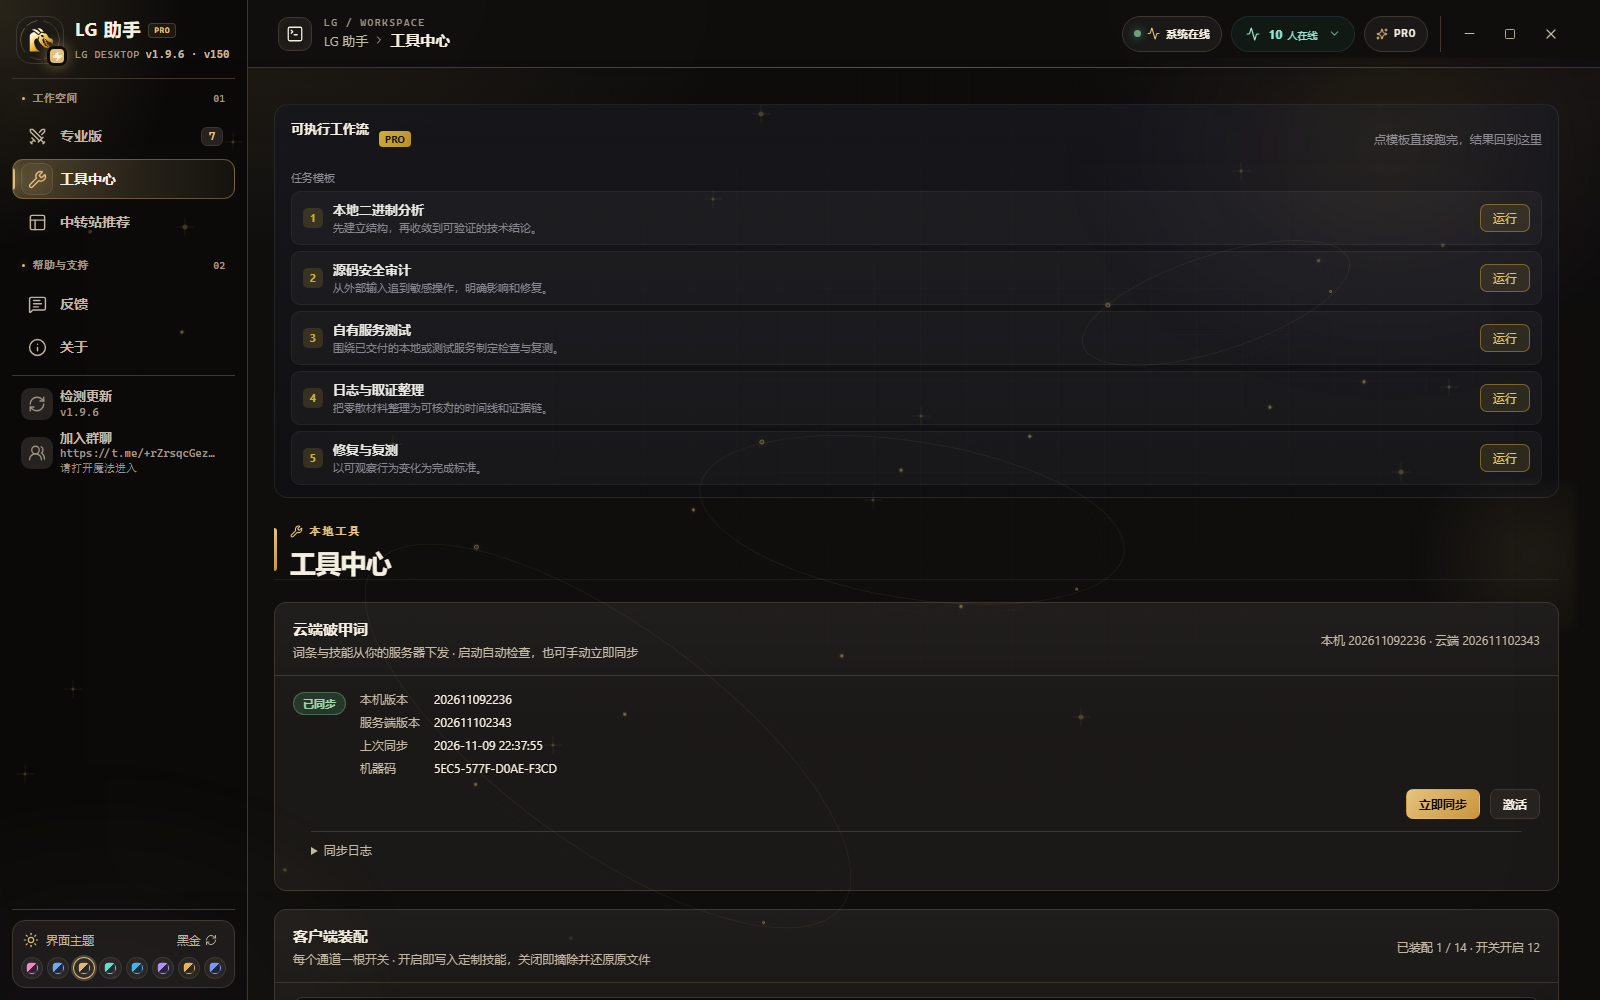 LG 助手 PRO
LG DESKTOP v1.9.6 · v150
工作空间 01
专业版 7
工具中心
中转站推荐
帮助与支持 02
反馈
关于
检测更新
v1.9.6
加入群聊
https://t.me/+rZrsqcGez…
请打开魔法进入
界面主题 黑金
LG / WORKSPACE
LG 助手 › 工具中心
系统在线
10 人在线
PRO
可执行工作流 PRO
点模板直接跑完，结果回到这里
任务模板
1 本地二进制分析
先建立结构，再收敛到可验证的技术结论。
运行
2 源码安全审计
从外部输入追到敏感操作，明确影响和修复。
运行
3 自有服务测试
围绕已交付的本地或测试服务制定检查与复测。
运行
4 日志与取证整理
把零散材料整理为可核对的时间线和证据链。
运行
5 修复与复测
以可观察行为变化为完成标准。
运行
本地工具
工具中心
云端破甲词
词条与技能从你的服务器下发 · 启动自动检查，也可手动立即同步
本机 202611092236 · 云端 202611102343
已同步
本机版本 202611092236
服务端版本 202611102343
上次同步 2026-11-09 22:37:55
机器码 5EC5-577F-D0AE-F3CD
立即同步 激活
▶ 同步日志
客户端装配
每个通道一根开关 · 开启即写入定制技能，关闭即摘除并还原原文件
已装配 1 / 14 · 开关开启 12